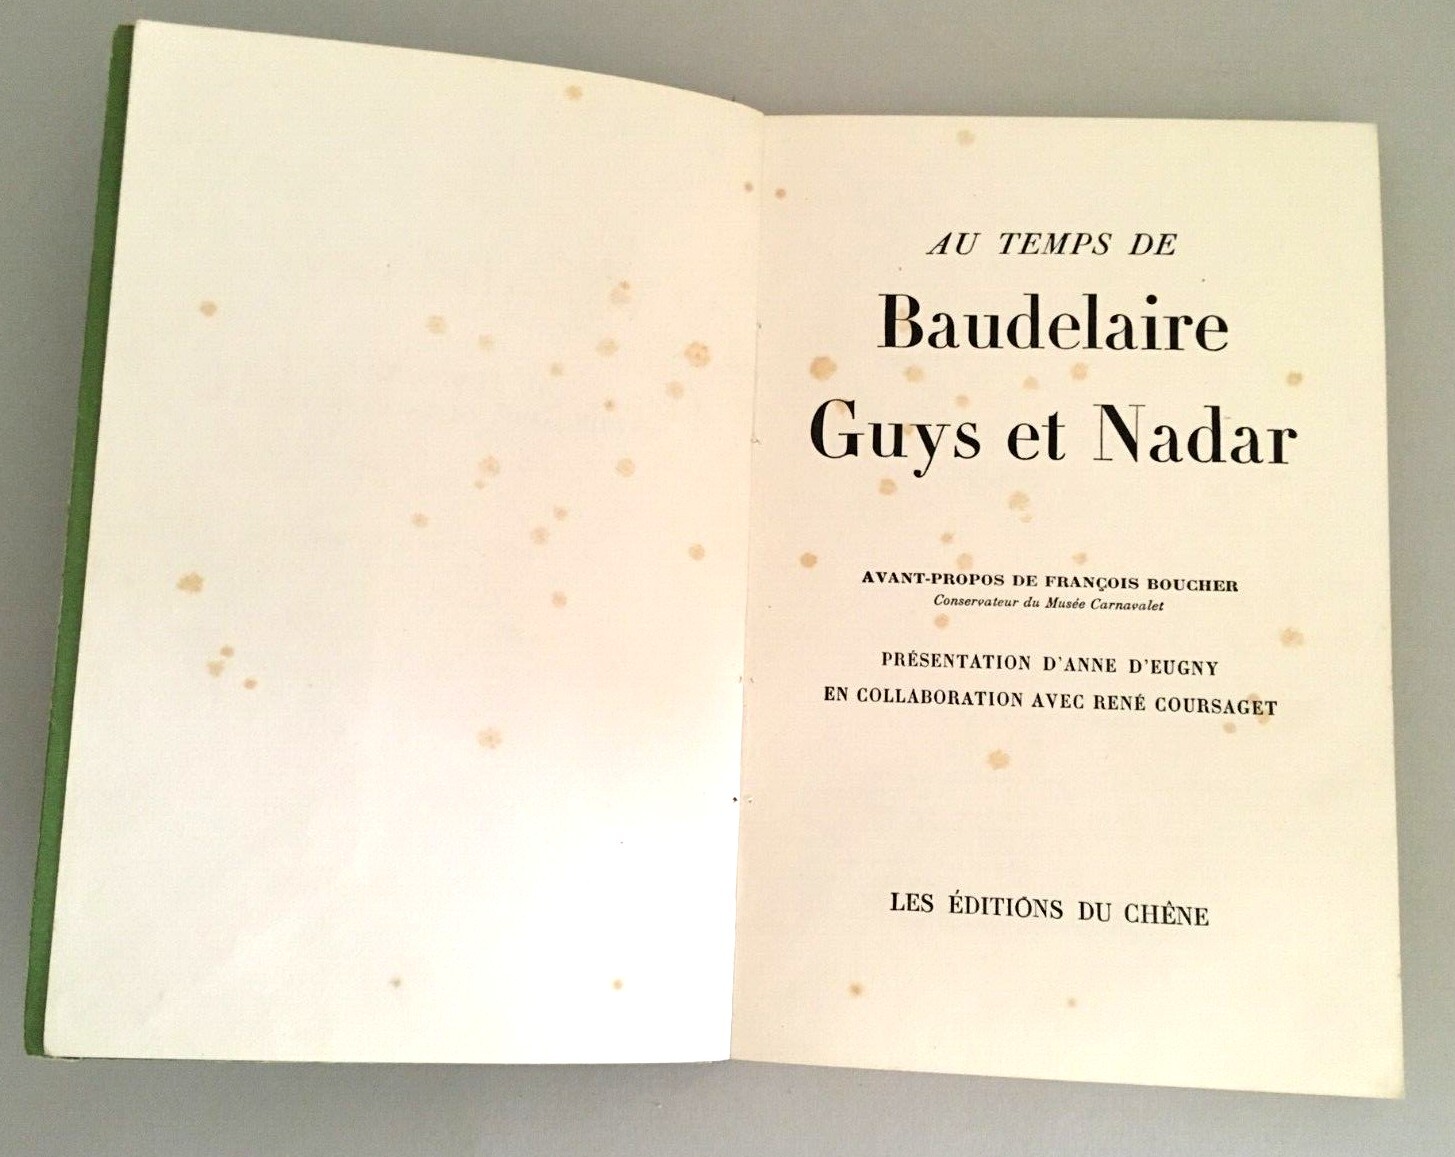 AU TEMPS DE
Baudelaire
Guys et Nadar
AVANT-PROPOS DE FRANÇOIS BOUCHER
Conservateur du Musée Carnavalet
PRÉSENTATION D'ANNE D'EUGNY
EN COLLABORATION AVEC RENÉ COURSAGET
LES ÉDITIONS DU CHÊNE